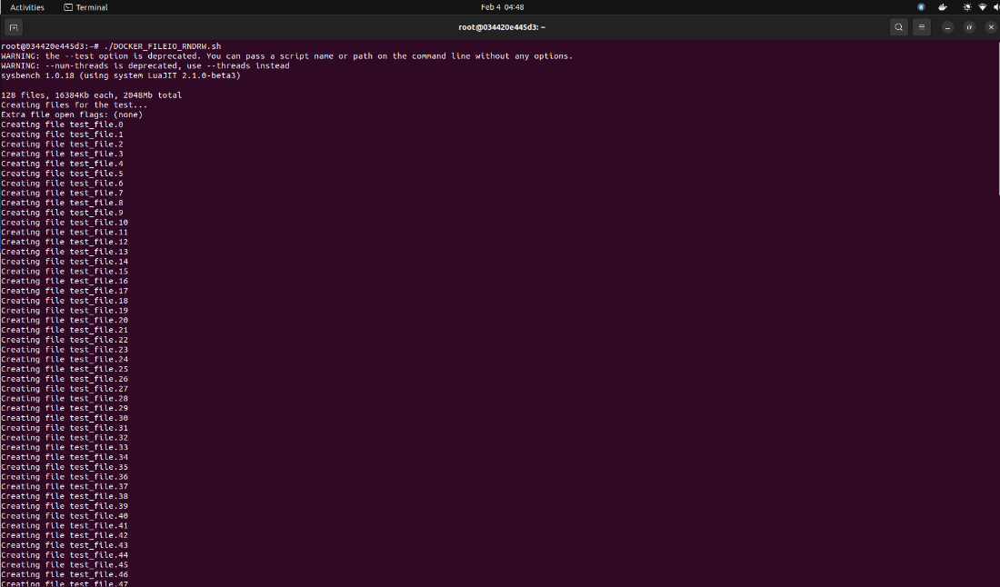 Activities
Terminal
Feb 4 04:48
root@034420e445d3: ~
root@034420e445d3:~# ./DOCKER_FILEIO_RNDRW.sh
WARNING: the --test option is deprecated. You can pass a script name or path on the command line without any options.
WARNING: --num-threads is deprecated, use --threads instead
sysbench 1.0.18 (using system LuaJIT 2.1.0-beta3)
128 files, 16384Kb each, 2048Mb total
Creating files for the test...
Extra file open flags: (none)
Creating file test_file.0
Creating file test_file.1
Creating file test_file.2
Creating file test_file.3
Creating file test_file.4
Creating file test_file.5
Creating file test_file.6
Creating file test_file.7
Creating file test_file.8
Creating file test_file.9
Creating file test_file.10
Creating file test_file.11
Creating file test_file.12
Creating file test_file.13
Creating file test_file.14
Creating file test_file.15
Creating file test_file.16
Creating file test_file.17
Creating file test_file.18
Creating file test_file.19
Creating file test_file.20
Creating file test_file.21
Creating file test_file.22
Creating file test_file.23
Creating file test_file.24
Creating file test_file.25
Creating file test_file.26
Creating file test_file.27
Creating file test_file.28
Creating file test_file.29
Creating file test_file.30
Creating file test_file.31
Creating file test_file.32
Creating file test_file.33
Creating file test_file.34
Creating file test_file.35
Creating file test_file.36
Creating file test_file.37
Creating file test_file.38
Creating file test_file.39
Creating file test_file.40
Creating file test_file.41
Creating file test_file.42
Creating file test_file.43
Creating file test_file.44
Creating file test_file.45
Creating file test_file.46
Creating file test_file.47